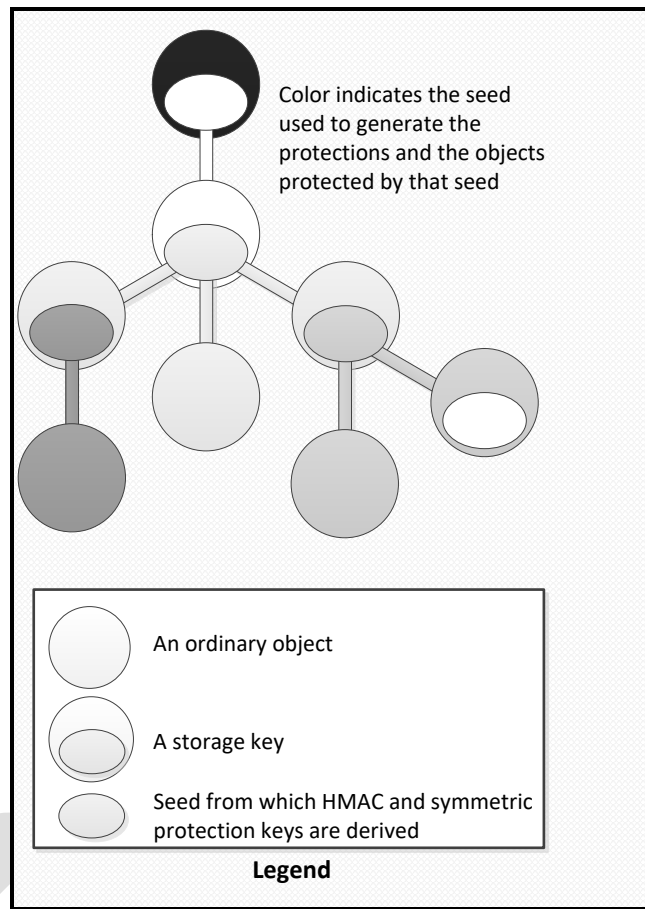 Color indicates the seed
used to generate the
protections and the objects
protected by that seed
An ordinary object
A storage key
Seed from which HMAC and symmetric
protection keys are derived
Legend